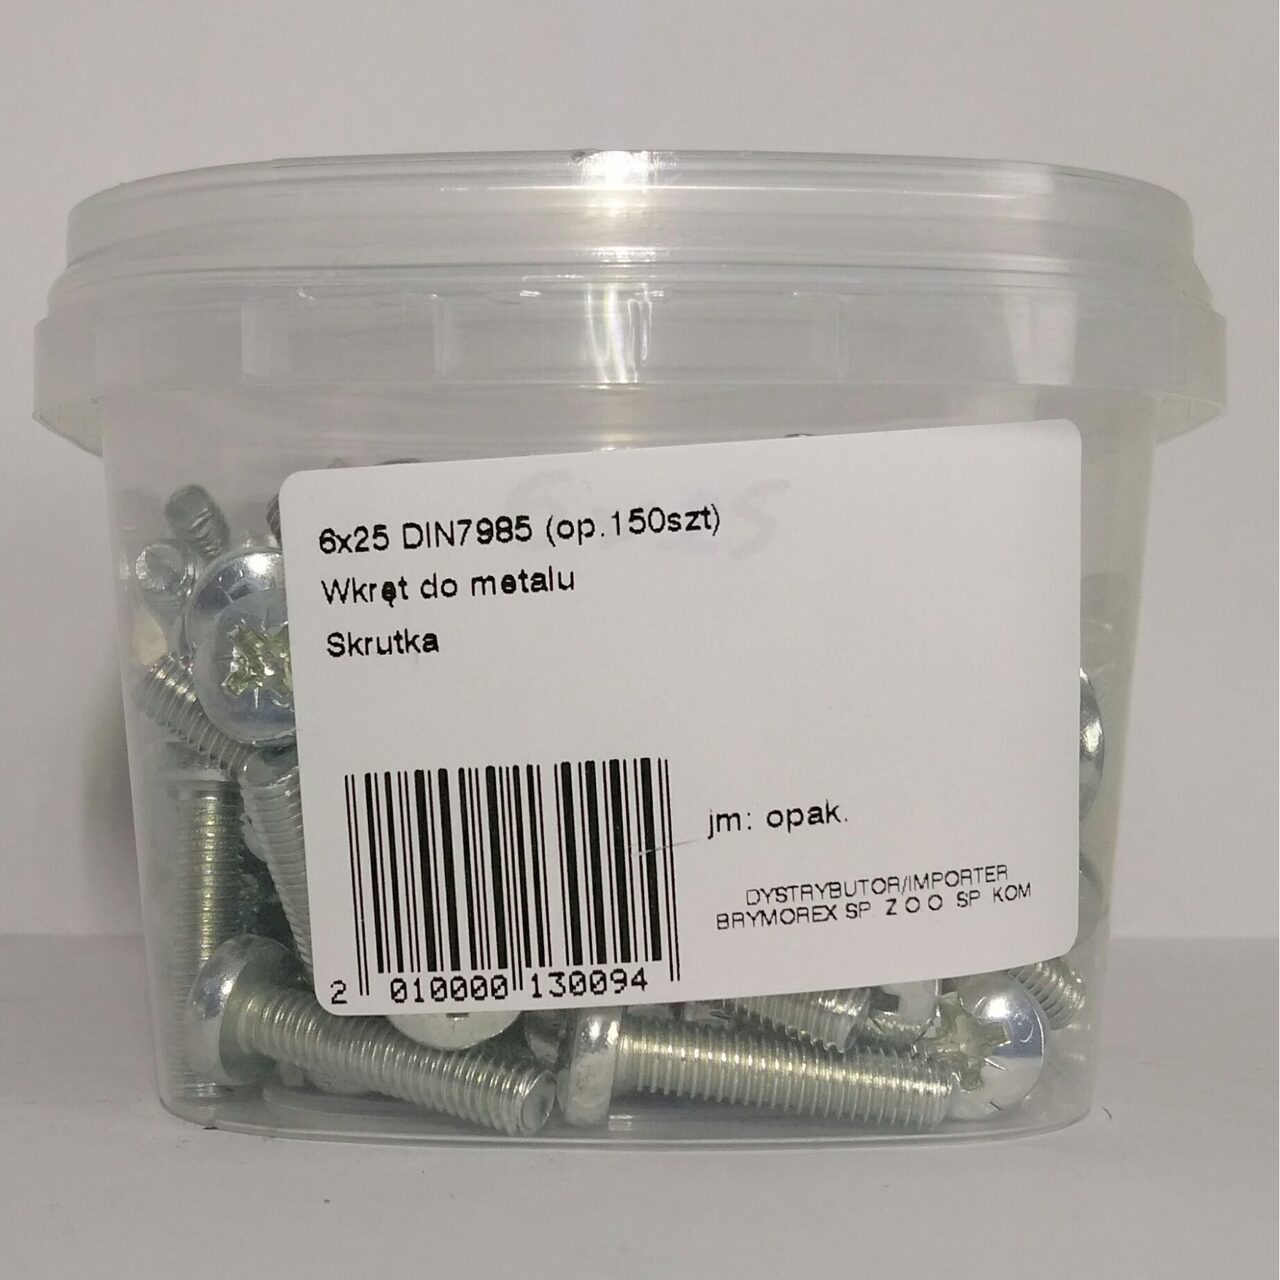 6x25 DIN7985 (op.150szt)
Wkręt do metalu
Skrutka
jm: opak.
DYSTRYBUTOR/IMPORTER
BRYMOREX SP. Z O O SP KOM
2 010000 130094
6x25